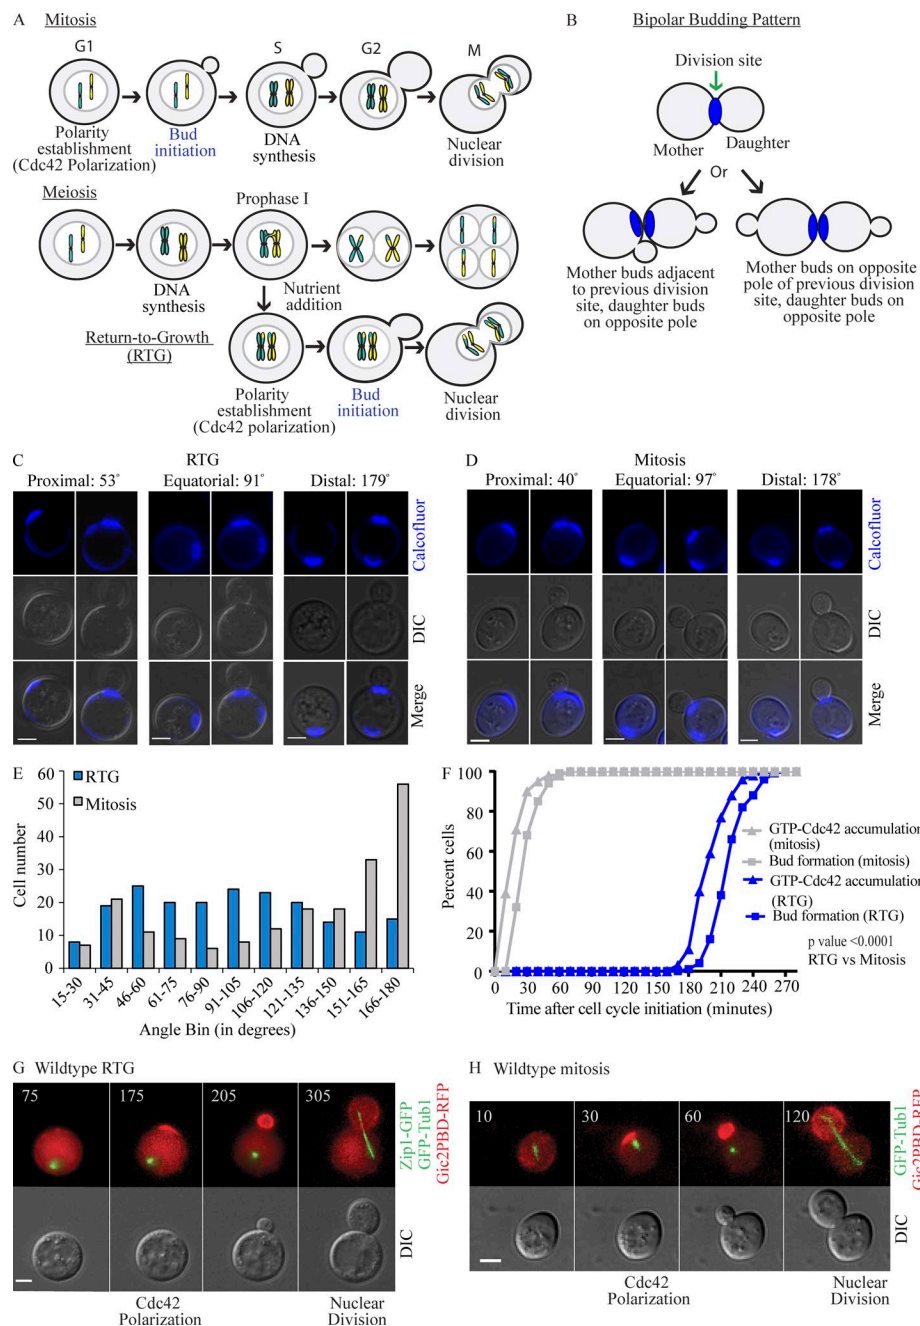 A Mitosis
G1
S
G2
M
Polarity
establishment
(Cdc42 Polarization)
Bud
initiation
DNA
synthesis
Nuclear
division
Meiosis
Prophase I
DNA
synthesis
Nutrient
addition
Return-to-Growth
(RTG)
Polarity
establishment
(Cdc42 polarization)
Bud
initiation
Nuclear
division
B Bipolar Budding Pattern
Division site
Mother
Daughter
Or
Mother buds adjacent
to previous division
site, daughter buds
on opposite pole
Mother buds on opposite
pole of previous division
site, daughter buds on
opposite pole
C RTG
Proximal: 53°
Equatorial: 91°
Distal: 179°
Calcofluor
DIC
Merge
D Mitosis
Proximal: 40°
Equatorial: 97°
Distal: 178°
Calcofluor
DIC
Merge
E
60
50
40
30
20
10
0
Cell number
RTG
Mitosis
15-30
31-45
46-60
61-75
76-90
91-105
106-120
121-135
136-150
151-165
166-180
Angle Bin (in degrees)
F
100
80
60
40
20
0
Percent cells
0 30 60 90 120 150 180 210 240 270
Time after cell cycle initiation (minutes)
GTP-Cdc42 accumulation
(mitosis)
Bud formation (mitosis)
GTP-Cdc42 accumulation
(RTG)
Bud formation (RTG)
p value <0.0001
RTG vs Mitosis
G Wildtype RTG
75
175
205
305
Zip1-GFP
GFP-Tub1
Gic2PBD-RFP
DIC
Cdc42
Polarization
Nuclear
Division
H Wildtype mitosis
10
30
60
120
GFP-Tub1
Gic2PBD-RFP
DIC
Cdc42
Polarization
Nuclear
Division